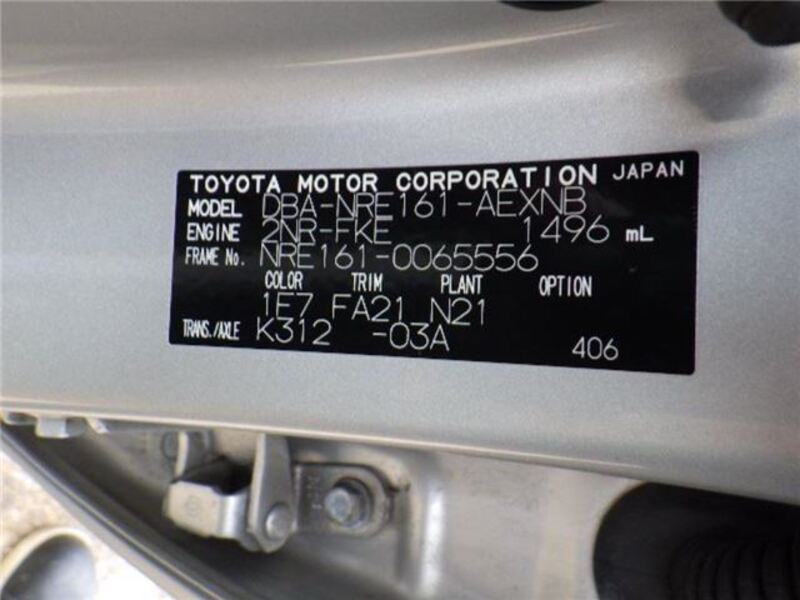 TOYOTA MOTOR CORPORATION JAPAN
MODEL DBA-NRE161-AEXNB
ENGINE 2NR-FKE 1496 mL
FRAME No. NRE161-0065556
COLOR TRIM PLANT OPTION
1E7 FA21 N21
TRANS./AXLE K312 -03A
406